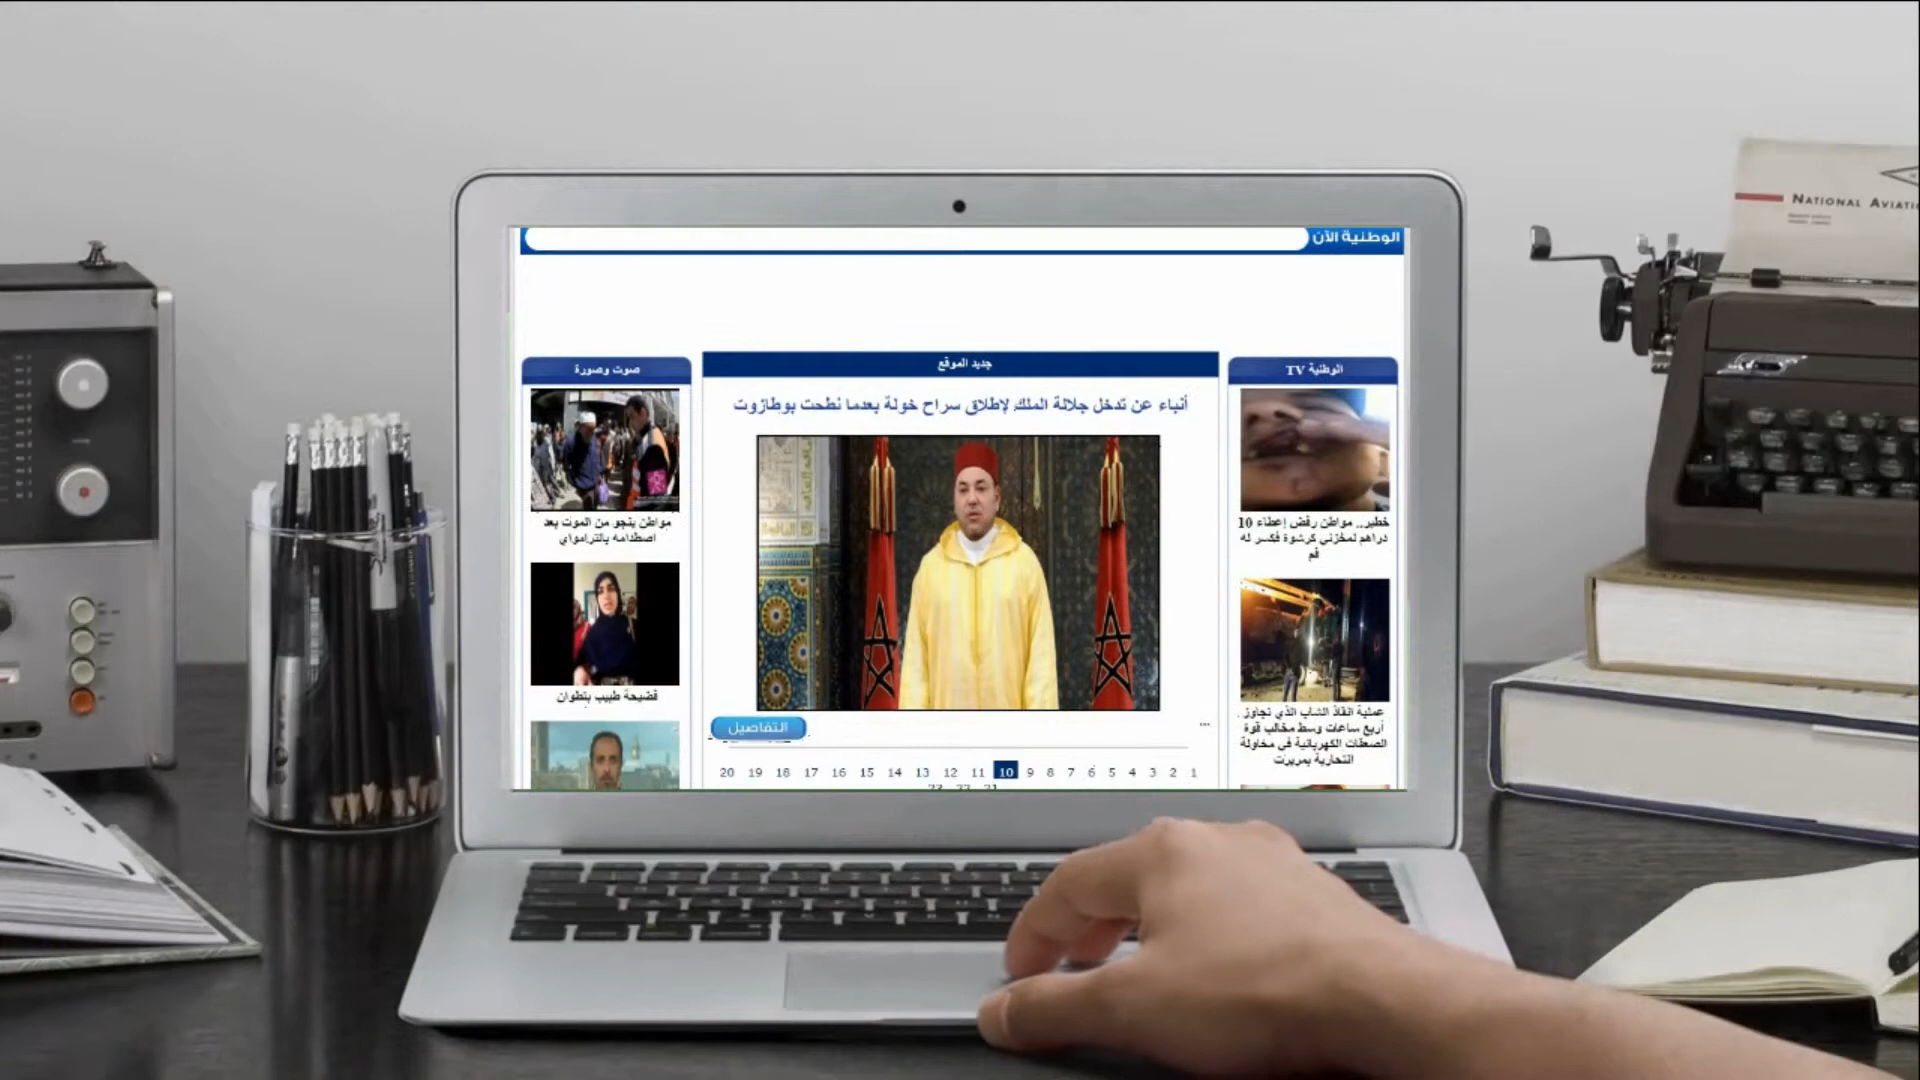 NATIONAL AVIATI
الوطنية الآن
الوطنية TV
خطير.. مواطن رفض إعطاء 10
دراهم لمخزني كرشوة فكسر له
فم
عملية انقاذ الشاب الذي تجاوز
أربع ساعات وسط مخالب قوة
الصعقات الكهربائية في محاولة
انتحارية بمريرت
جديد الموقع
أنباء عن تدخل جلالة الملك لإطلاق سراح خولة بعدما نطحت بوطازوت
...
التفاصيل
1 2 3 4 5 6 7 8 9 10 11 12 13 14 15 16 17 18 19 20
21 22 23
صوت وصورة
مواطن ينجو من الموت بعد
اصطدامه بالترامواي
فضيحة طبيب بتطوان